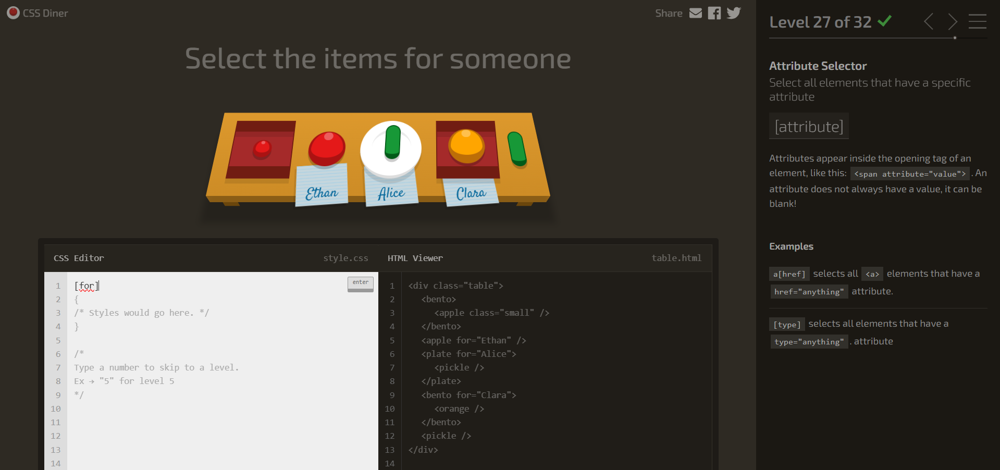 CSS Diner
Share
Select the items for someone
Ethan
Alice
Clara
CSS Editor
style.css
1 [for]
enter
2 {
3 /* Styles would go here. */
4 }
5
6 /*
7 Type a number to skip to a level.
8 Ex → "5" for level 5
9 */
10
11
12
13
14
HTML Viewer
table.html
1 <div class="table">
2 <bento>
3 <apple class="small" />
4 </bento>
5 <apple for="Ethan" />
6 <plate for="Alice">
7 <pickle />
8 </plate>
9 <bento for="Clara">
10 <orange />
11 </bento>
12 <pickle />
13 </div>
14
Level 27 of 32
Attribute Selector
Select all elements that have a specific
attribute
[attribute]
Attributes appear inside the opening tag of an
element, like this: <span attribute="value">. An
attribute does not always have a value, it can be
blank!
Examples
a[href] selects all <a> elements that have a
href="anything" attribute.
[type] selects all elements that have a
type="anything". attribute